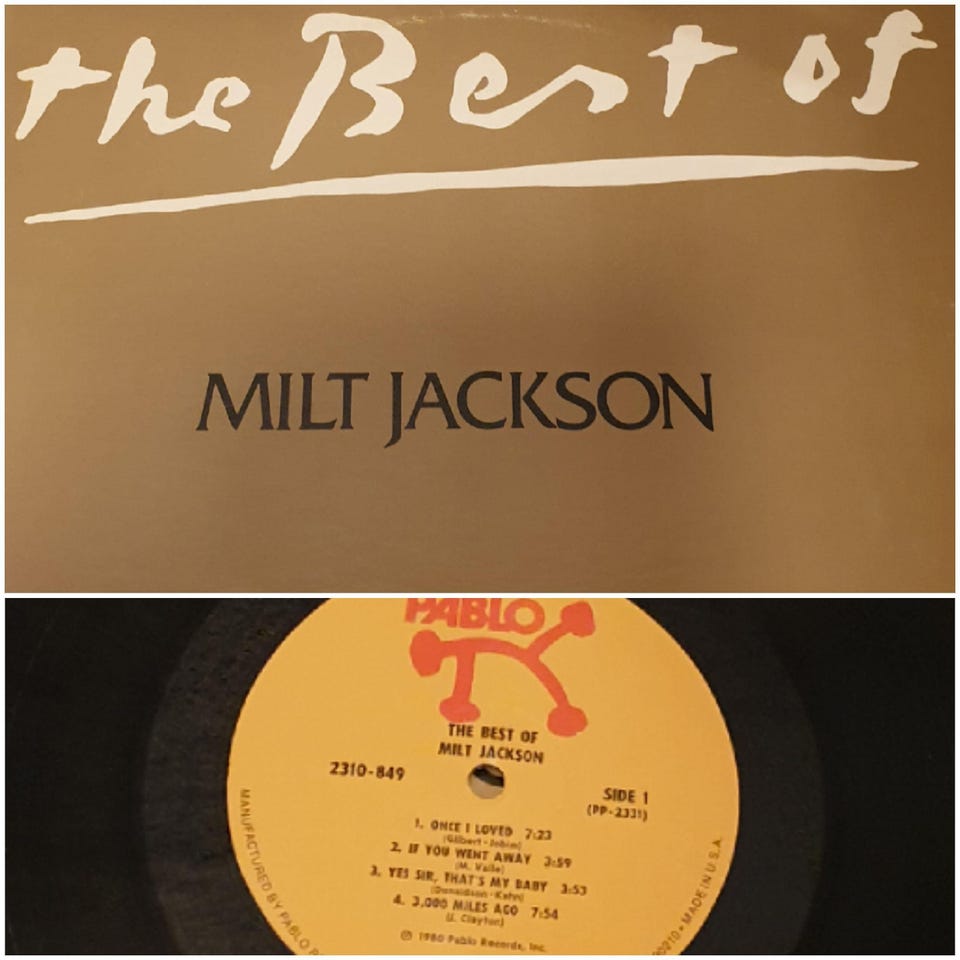 the Best of
MILT JACKSON
PABLO
THE BEST OF
MILT JACKSON
2310-849
SIDE 1
(PP-2331)
1. ONCE I LOVED 7:23
(Gilbert-Jobim)
2. IF YOU WENT AWAY 3:59
(M. Valle)
3. YES SIR, THAT'S MY BABY 3:53
(Donaldson-Kahn)
4. 3,000 MILES AGO 7:54
(J. Clayton)
℗ 1980 Pablo Records, Inc.
MANUFACTURED BY PABLO
90210 • MADE IN U.S.A.